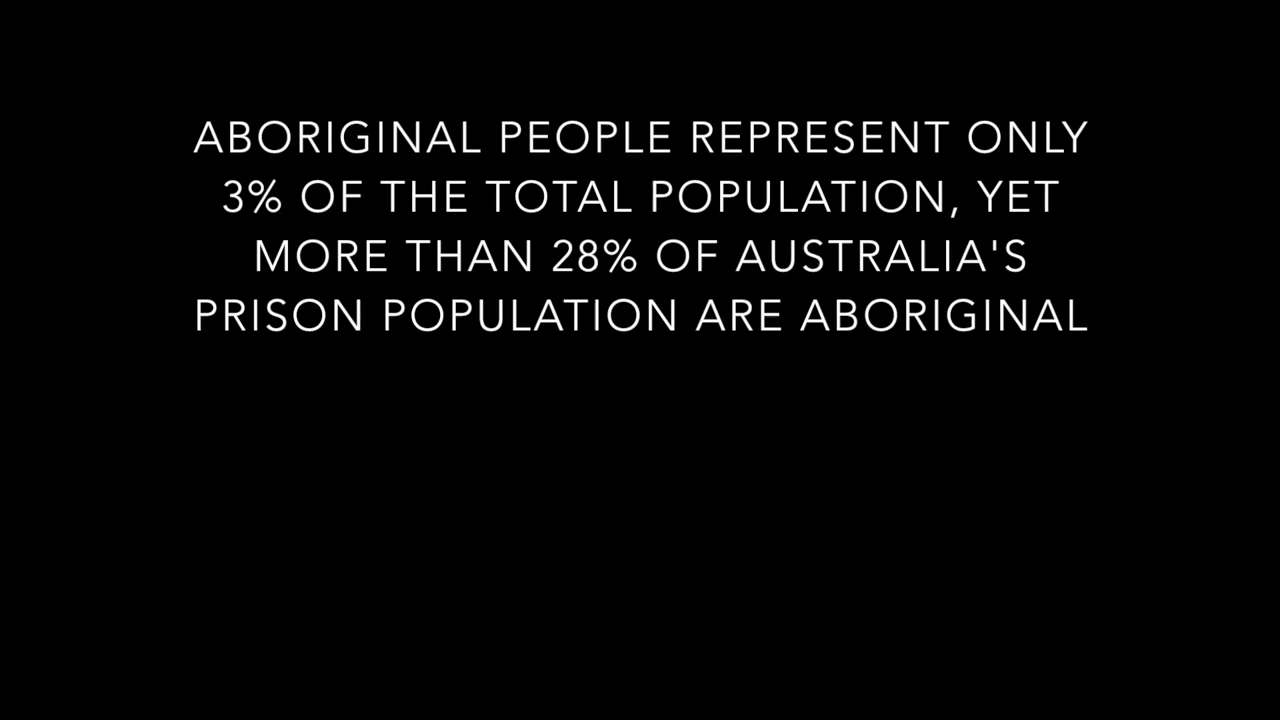 ABORIGINAL PEOPLE REPRESENT ONLY
3% OF THE TOTAL POPULATION, YET
MORE THAN 28% OF AUSTRALIA'S
PRISON POPULATION ARE ABORIGINAL